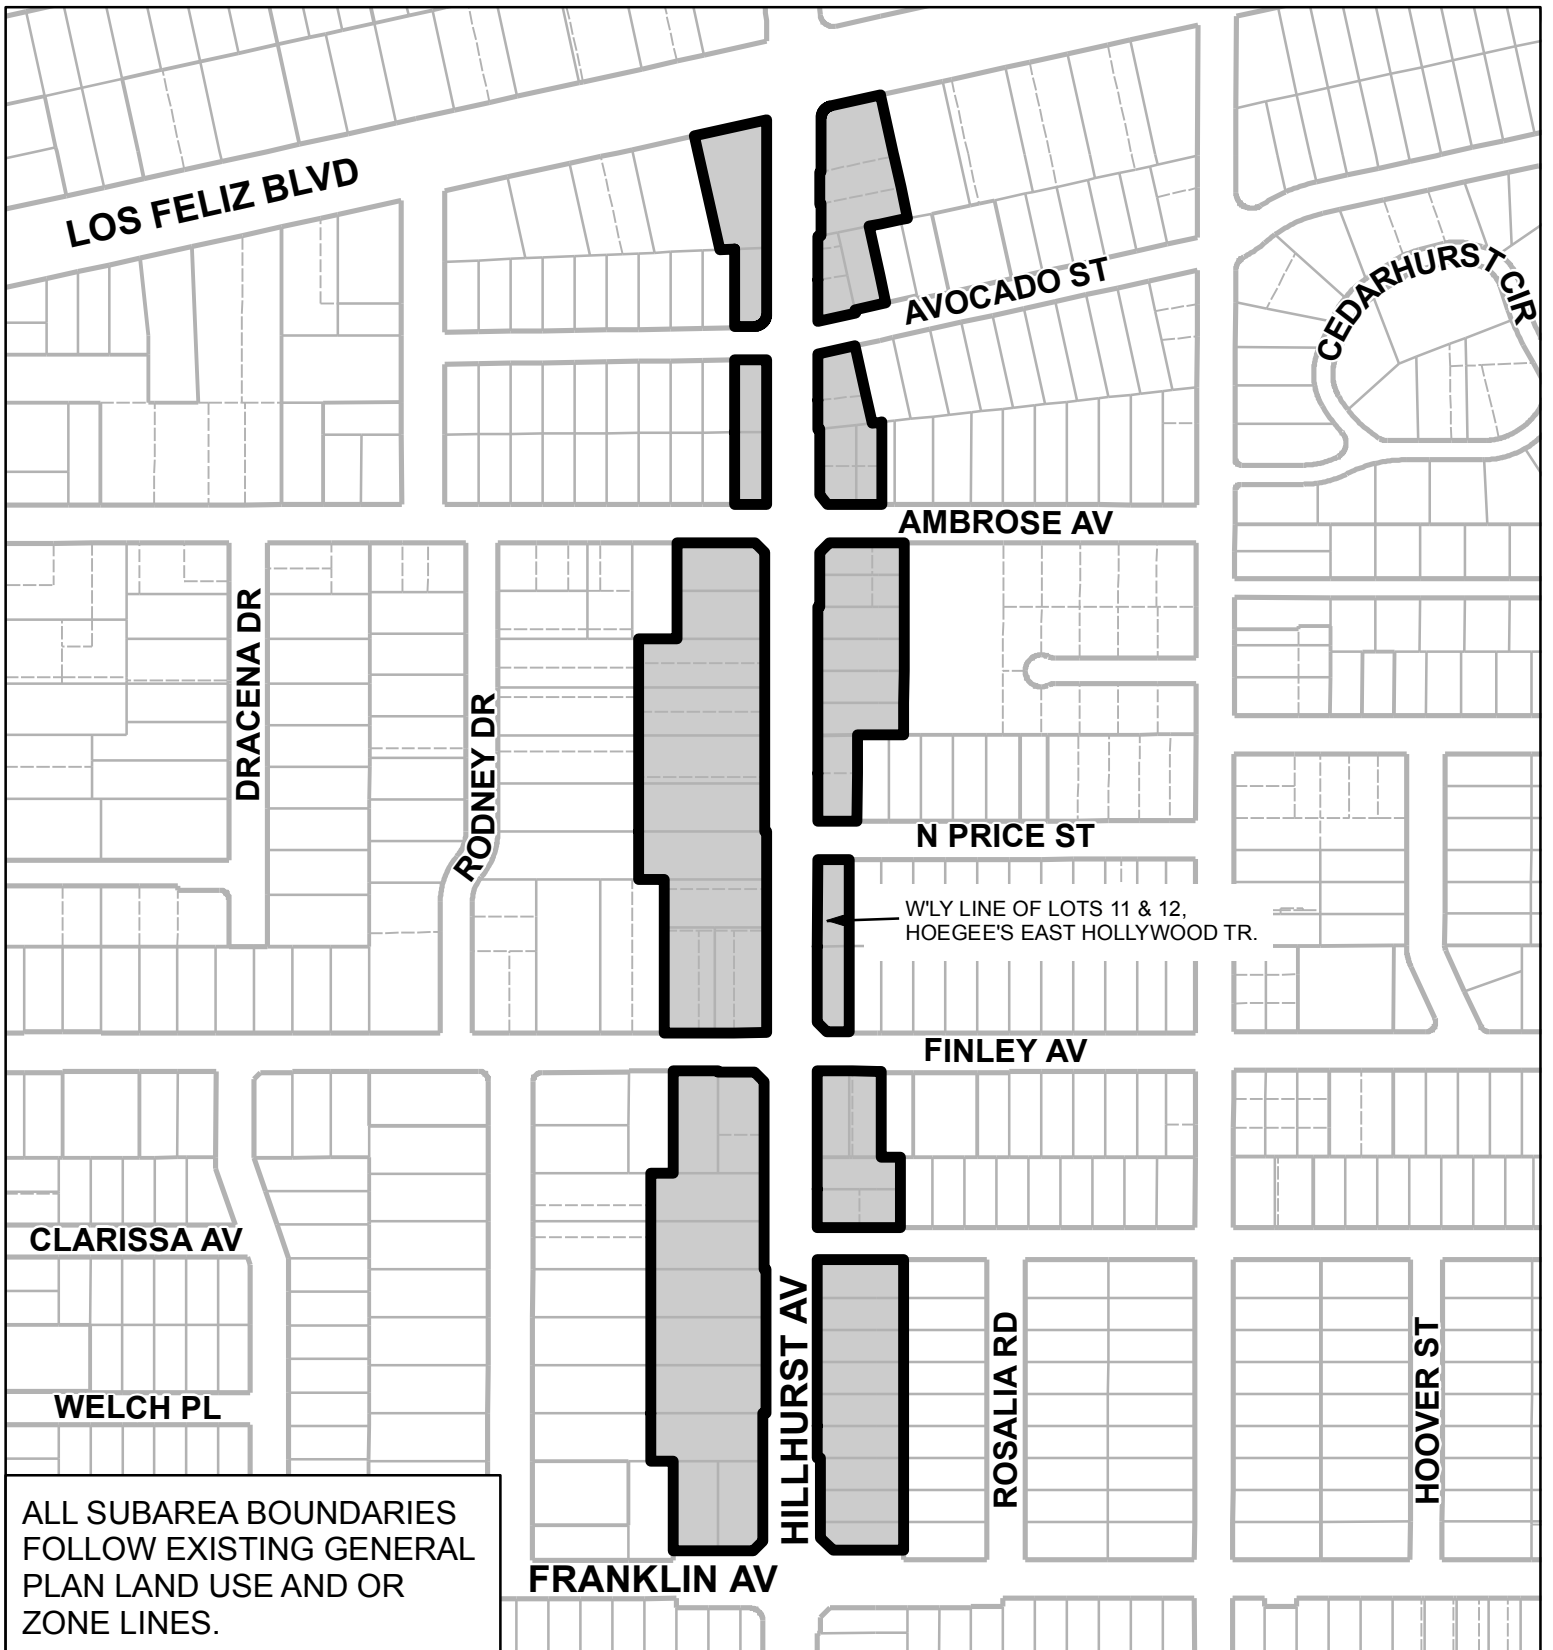 LOS FELIZ BLVD
AVOCADO ST
CEDARHURST CIR
AMBROSE AV
DRACENA DR
RODNEY DR
N PRICE ST
W'LY LINE OF LOTS 11 & 12,
HOEGEE'S EAST HOLLYWOOD TR.
FINLEY AV
CLARISSA AV
HILLHURST AV
ROSALIA RD
HOOVER ST
WELCH PL
ALL SUBAREA BOUNDARIES
FOLLOW EXISTING GENERAL
PLAN LAND USE AND OR
ZONE LINES.
FRANKLIN AV